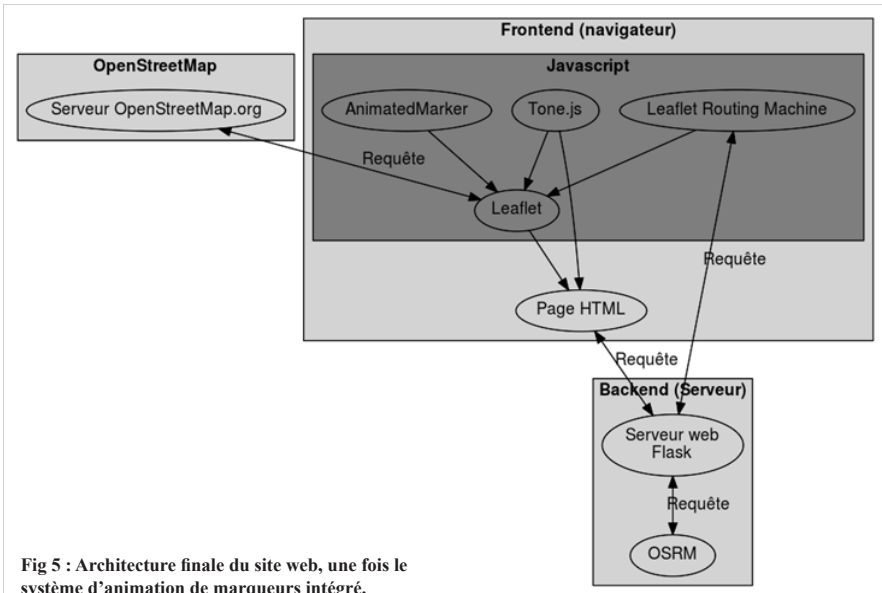 Frontend (navigateur)
OpenStreetMap
Javascript
Serveur OpenStreetMap.org
AnimatedMarker
Tone.js
Leaflet Routing Machine
Requête
Leaflet
Requête
Page HTML
Requête
Backend (Serveur)
Serveur web
Flask
Requête
OSRM
Fig 5 : Architecture finale du site web, une fois le
système d’animation de marqueurs intégré.